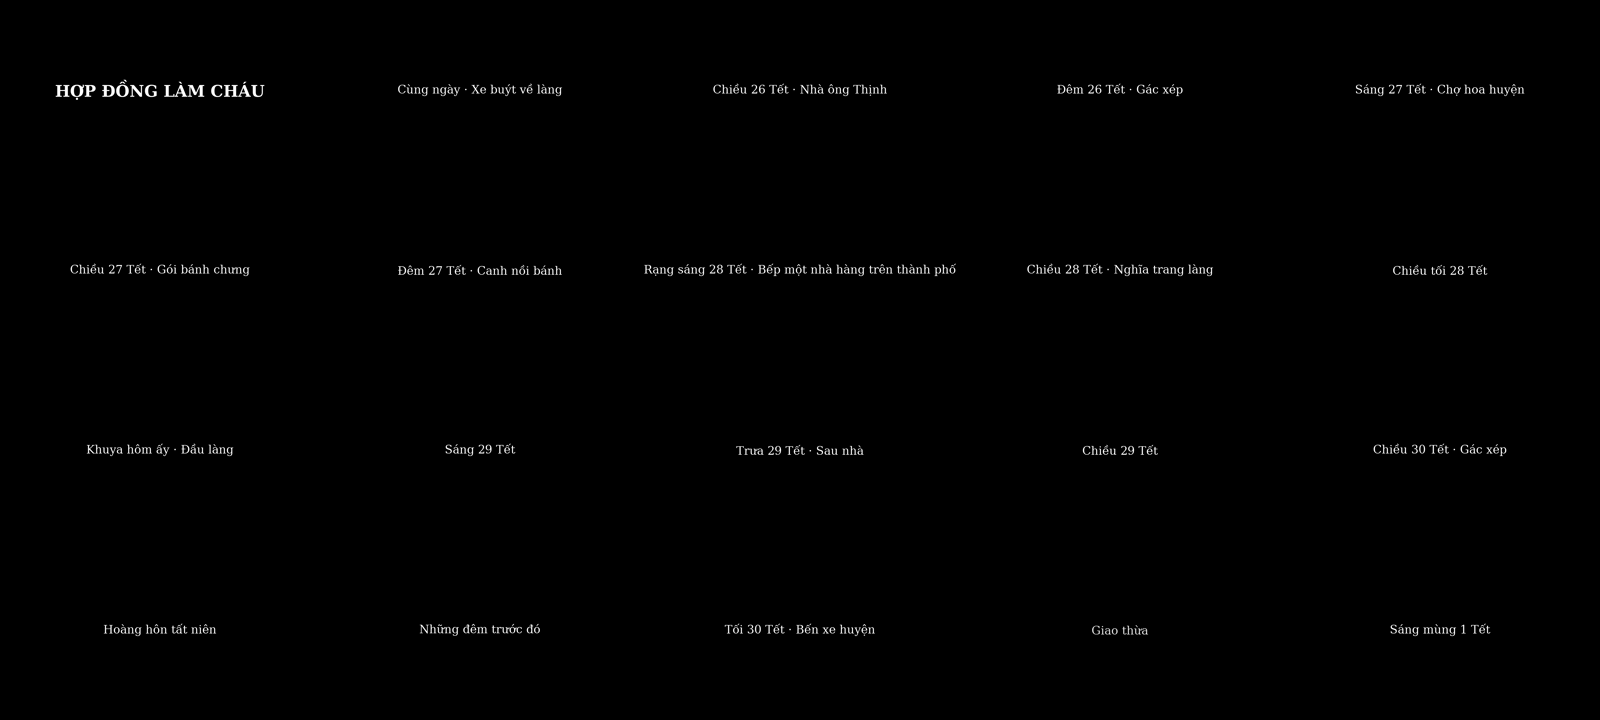 HỢP ĐỒNG LÀM CHÁU
Cùng ngày · Xe buýt về làng
Chiều 26 Tết · Nhà ông Thịnh
Đêm 26 Tết · Gác xép
Sáng 27 Tết · Chợ hoa huyện
Chiều 27 Tết · Gói bánh chưng
Đêm 27 Tết · Canh nồi bánh
Rạng sáng 28 Tết · Bếp một nhà hàng trên thành phố
Chiều 28 Tết · Nghĩa trang làng
Chiều tối 28 Tết
Khuya hôm ấy · Đầu làng
Sáng 29 Tết
Trưa 29 Tết · Sau nhà
Chiều 29 Tết
Chiều 30 Tết · Gác xép
Hoàng hôn tất niên
Những đêm trước đó
Tối 30 Tết · Bến xe huyện
Giao thừa
Sáng mùng 1 Tết